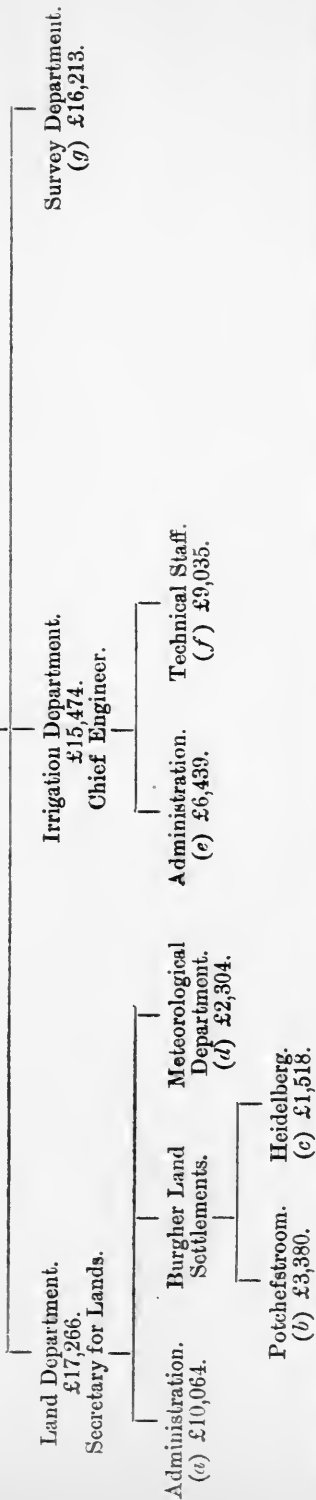 Land Department.
£17,266.
Secretary for Lands.
Irrigation Department.
£15,474.
Chief Engineer.
Survey Department.
(g) £16,213.
Administration.
(a) £10,064.
Burgher Land
Settlements.
Meteorological
Department.
(d) £2,304.
Administration.
(e) £6,439.
Technical Staff.
(f) £9,035.
Potchefstroom.
(b) £3,380.
Heidelberg.
(c) £1,518.